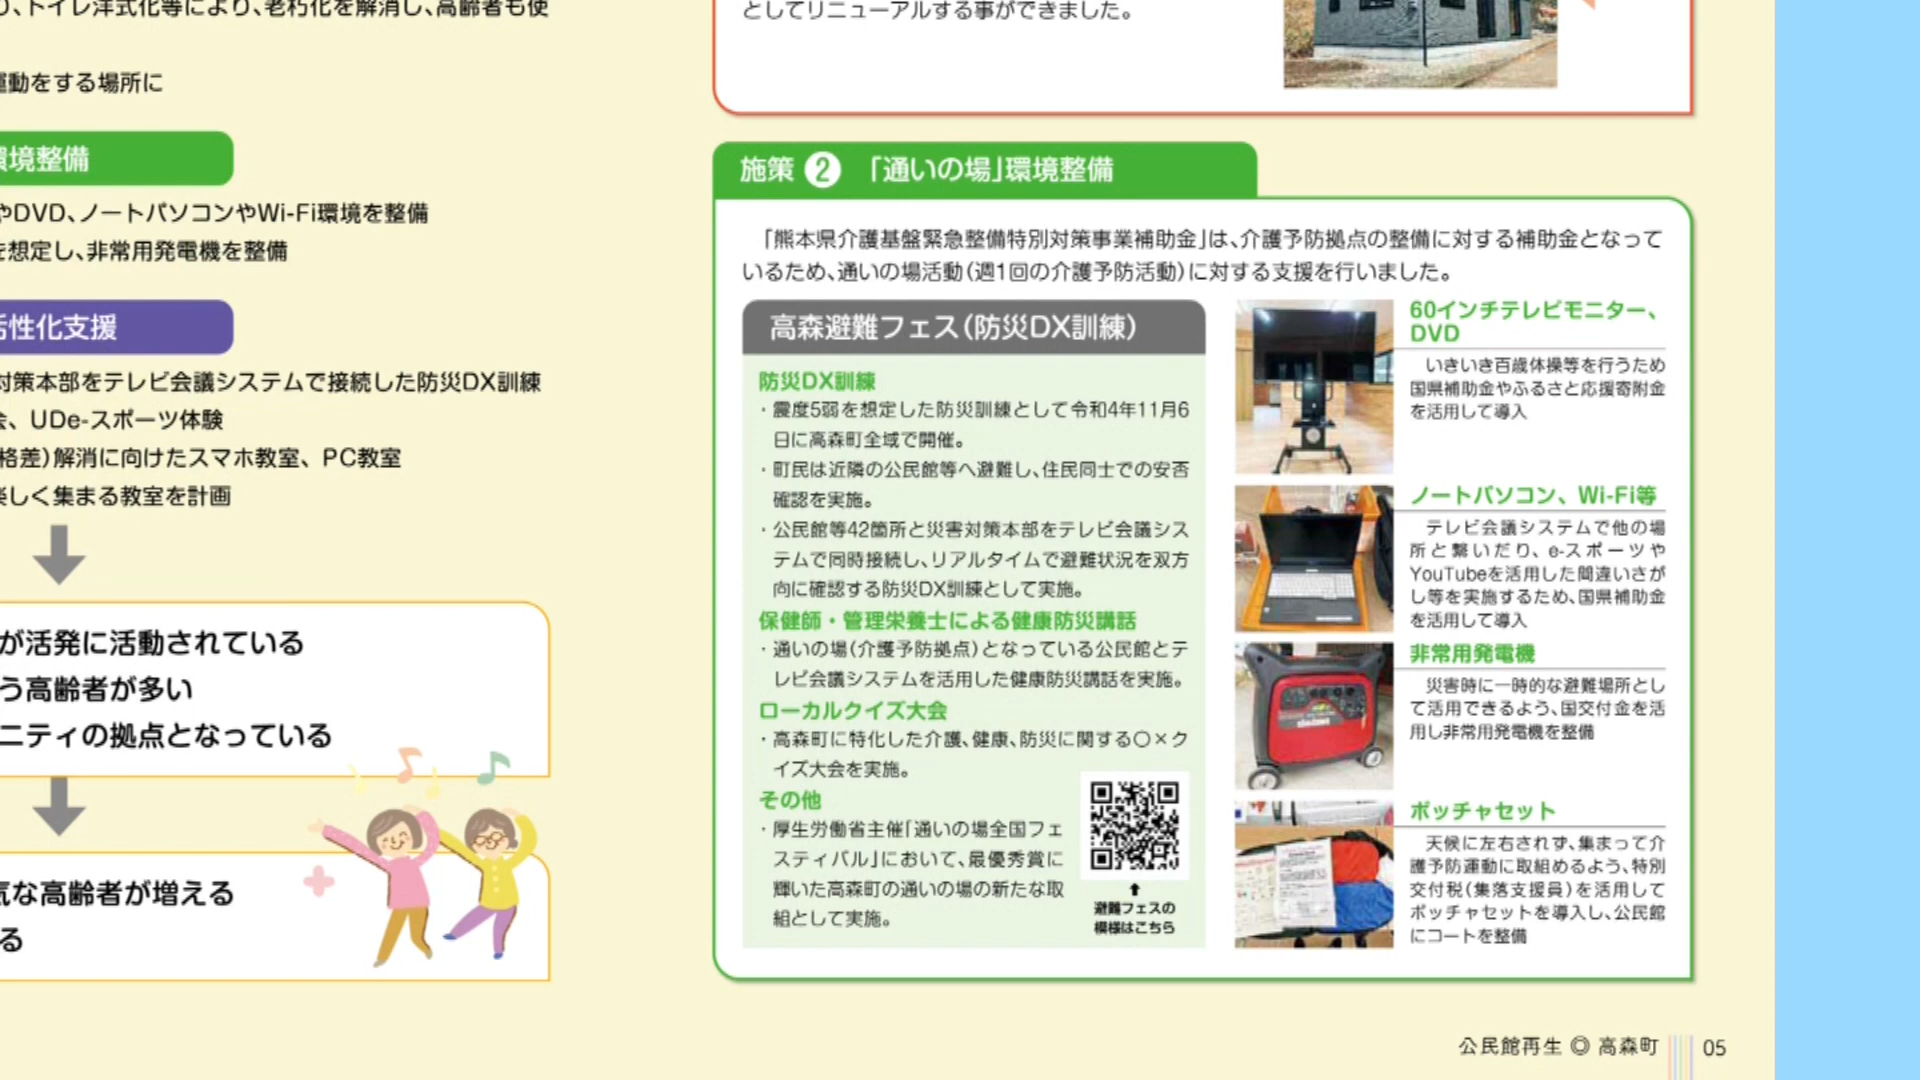 り、トイレ洋式化等により、老朽化を解消し、高齢者も使
運動をする場所に
環境整備
やDVD、ノートパソコンやWi-Fi環境を整備
を想定し、非常用発電機を整備
活性化支援
対策本部をテレビ会議システムで接続した防災DX訓練
会、UDe-スポーツ体験
格差)解消に向けたスマホ教室、PC教室
楽しく集まる教室を計画
が活発に活動されている
う高齢者が多い
ニティの拠点となっている
気な高齢者が増える
る
としてリニューアルする事ができました。
施策 2 「通いの場」環境整備
「熊本県介護基盤緊急整備特別対策事業補助金」は、介護予防拠点の整備に対する補助金となって
いるため、通いの場活動(週1回の介護予防活動)に対する支援を行いました。
高森避難フェス(防災DX訓練)
防災DX訓練
・震度5弱を想定した防災訓練として令和4年11月6
日に高森町全域で開催。
・町民は近隣の公民館等へ避難し、住民同士での安否
確認を実施。
・公民館等42箇所と災害対策本部をテレビ会議シス
テムで同時接続し、リアルタイムで避難状況を双方
向に確認する防災DX訓練として実施。
保健師・管理栄養士による健康防災講話
・通いの場(介護予防拠点)となっている公民館とテ
レビ会議システムを活用した健康防災講話を実施。
ローカルクイズ大会
・高森町に特化した介護、健康、防災に関する〇×ク
イズ大会を実施。
その他
・厚生労働省主催「通いの場全国フェ
スティバル」において、最優秀賞に
輝いた高森町の通いの場の新たな取
組として実施。
避難フェスの
模様はこちら
60インチテレビモニター、
DVD
いきいき百歳体操等を行うため
国県補助金やふるさと応援寄附金
を活用して導入
ノートパソコン、Wi-Fi等
テレビ会議システムで他の場
所と繋いだり、e-スポーツや
YouTubeを活用した間違いさが
し等を実施するため、国県補助金
を活用して導入
非常用発電機
災害時に一時的な避難場所とし
て活用できるよう、国交付金を活
用し非常用発電機を整備
ボッチャセット
天候に左右されず、集まって介
護予防運動に取組めるよう、特別
交付税(集落支援員)を活用して
ボッチャセットを導入し、公民館
にコートを整備
公民館再生 ◎ 高森町 05